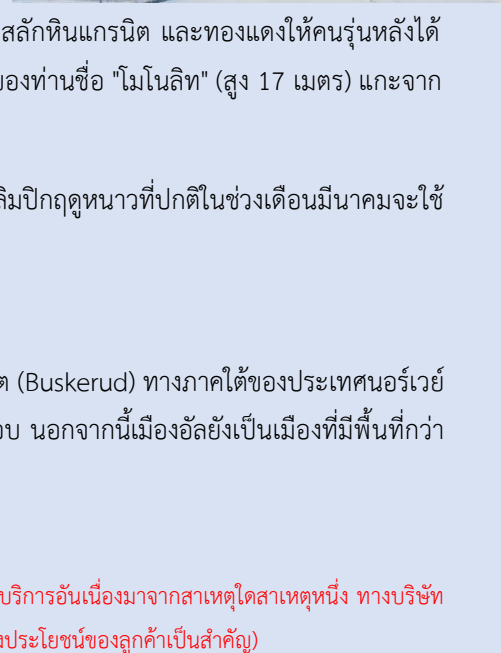 สลักหินแกรนิต และทองแดงให้คนรุ่นหลังได้
ของท่านชื่อ "โมโนลิท" (สูง 17 เมตร) แกะจาก
ลิมปิกฤดูหนาวที่ปกติในช่วงเดือนมีนาคมจะใช้
ต (Buskerud) ทางภาคใต้ของประเทศนอร์เวย์
อบ นอกจากนี้เมืองอัลยังเป็นเมืองที่มีพื้นที่กว่า
บริการอันเนื่องมาจากสาเหตุใดสาเหตุหนึ่ง ทางบริษัท
งประโยชน์ของลูกค้าเป็นสำคัญ)